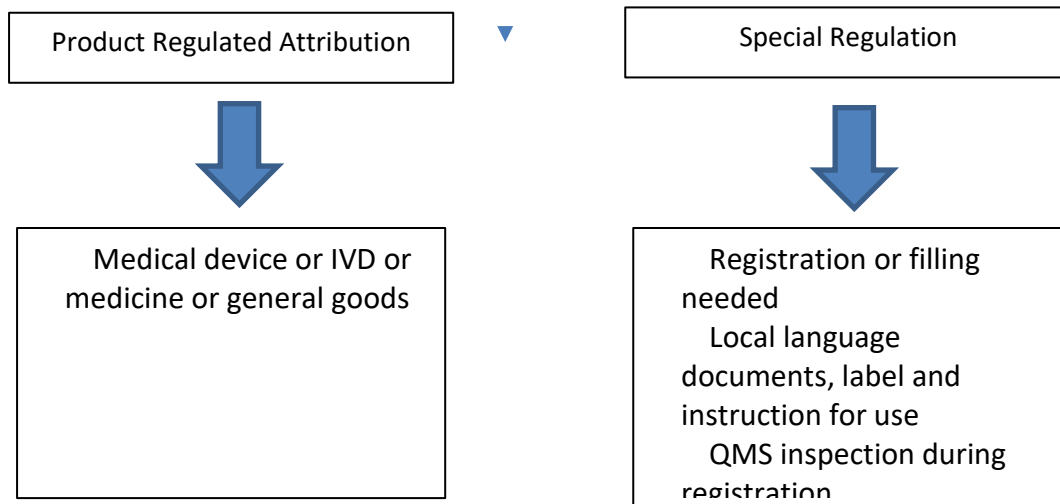 Product Regulated Attribution
Special Regulation
Medical device or IVD or
medicine or general goods
Registration or filling
needed
Local language
documents, label and
instruction for use
QMS inspection during
registration